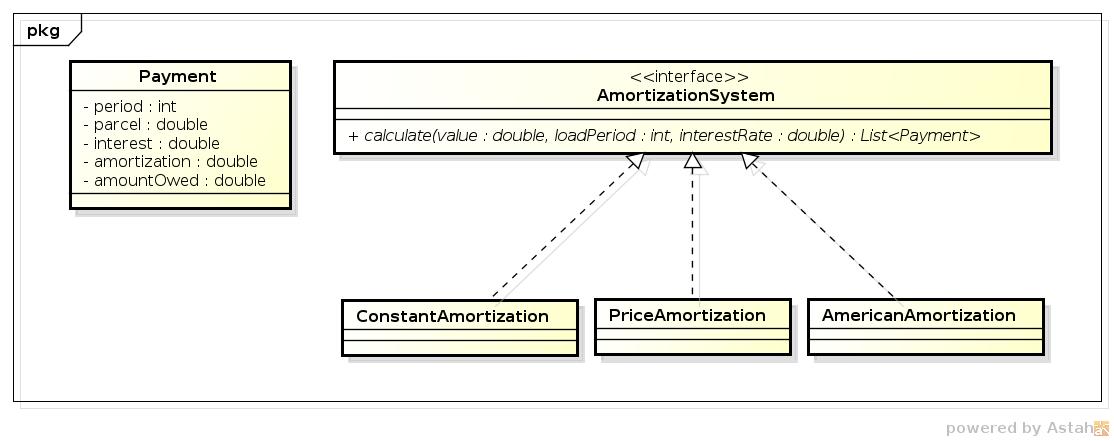 pkg
Payment
- period : int
- parcel : double
- interest : double
- amortization : double
- amountOwed : double
<<interface>>
AmortizationSystem
+ calculate(value : double, loadPeriod : int, interestRate : double) : List<Payment>
ConstantAmortization
PriceAmortization
AmericanAmortization
powered by Astah